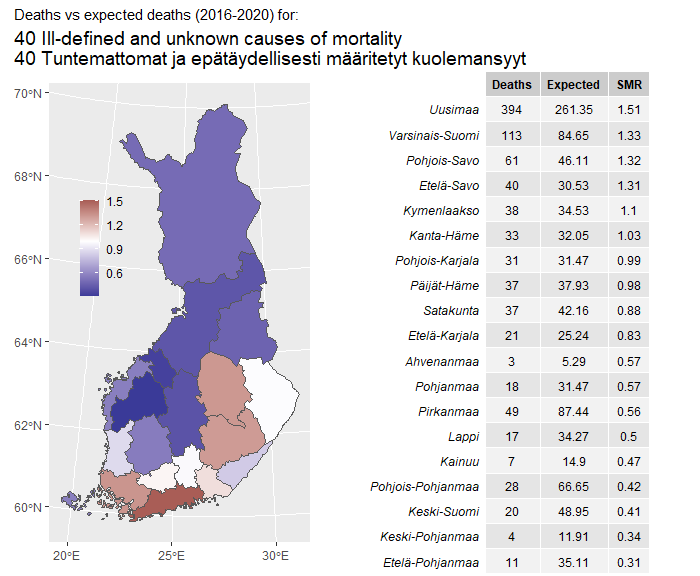 Deaths vs expected deaths (2016-2020) for:
40 Ill-defined and unknown causes of mortality
40 Tuntemattomat ja epätäydellisesti määritetyt kuolemansyyt
Deaths Expected SMR
Uusimaa 394 261.35 1.51
Varsinais-Suomi 113 84.65 1.33
Pohjois-Savo 61 46.11 1.32
Etelä-Savo 40 30.53 1.31
Kymenlaakso 38 34.53 1.1
Kanta-Häme 33 32.05 1.03
Pohjois-Karjala 31 31.47 0.99
Päijät-Häme 37 37.93 0.98
Satakunta 37 42.16 0.88
Etelä-Karjala 21 25.24 0.83
Ahvenanmaa 3 5.29 0.57
Pohjanmaa 18 31.47 0.57
Pirkanmaa 49 87.44 0.56
Lappi 17 34.27 0.5
Kainuu 7 14.9 0.47
Pohjois-Pohjanmaa 28 66.65 0.42
Keski-Suomi 20 48.95 0.41
Keski-Pohjanmaa 4 11.91 0.34
Etelä-Pohjanmaa 11 35.11 0.31
70°N
68°N
66°N
64°N
62°N
60°N
20°E 25°E 30°E
1.5
1.2
0.9
0.6